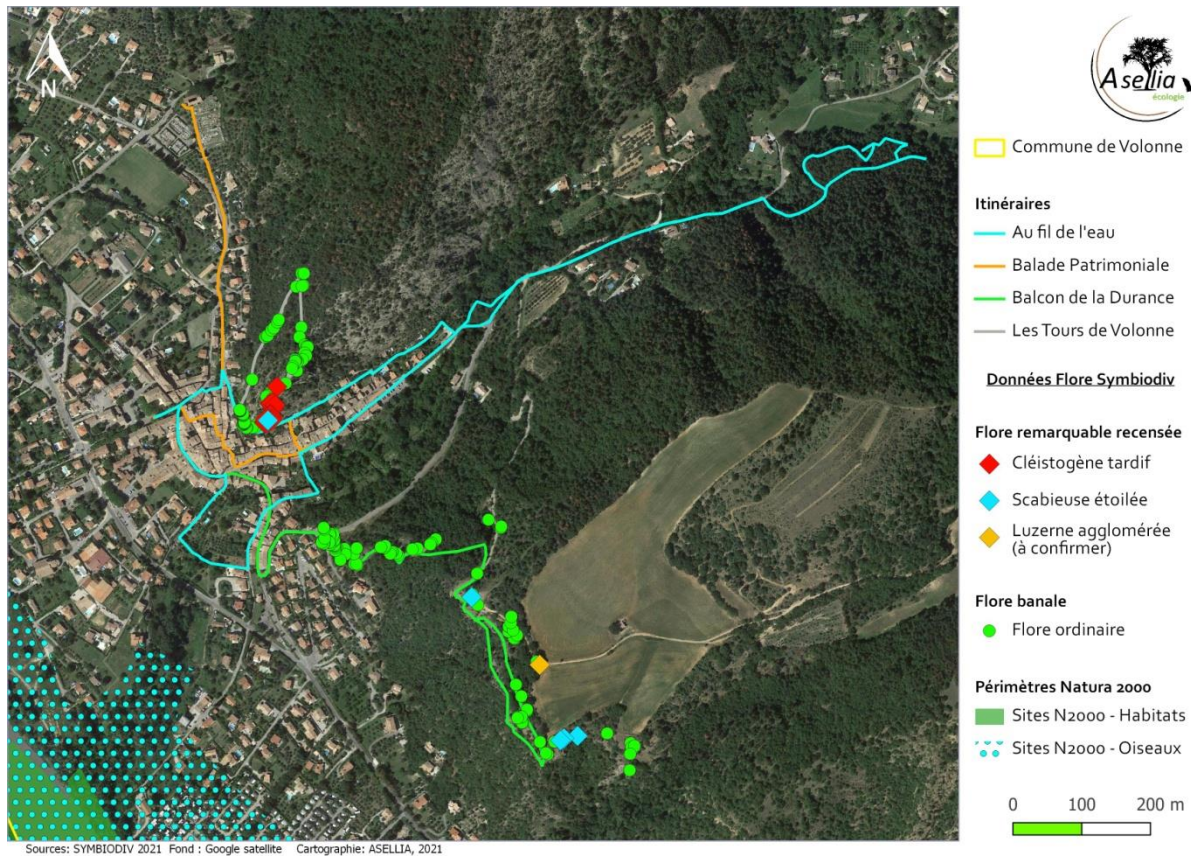 N
Asellia
écologie
Commune de Volonne
Itinéraires
Au fil de l'eau
Balade Patrimoniale
Balcon de la Durance
Les Tours de Volonne
Données Flore Symbiodiv
Flore remarquable recensée
Cléistogène tardif
Scabieuse étoilée
Luzerne agglomérée
(à confirmer)
Flore banale
Flore ordinaire
Périmètres Natura 2000
Sites N2000 - Habitats
Sites N2000 - Oiseaux
0 100 200 m
Sources: SYMBIODIV 2021 Fond : Google satellite Cartographie: ASELLIA, 2021